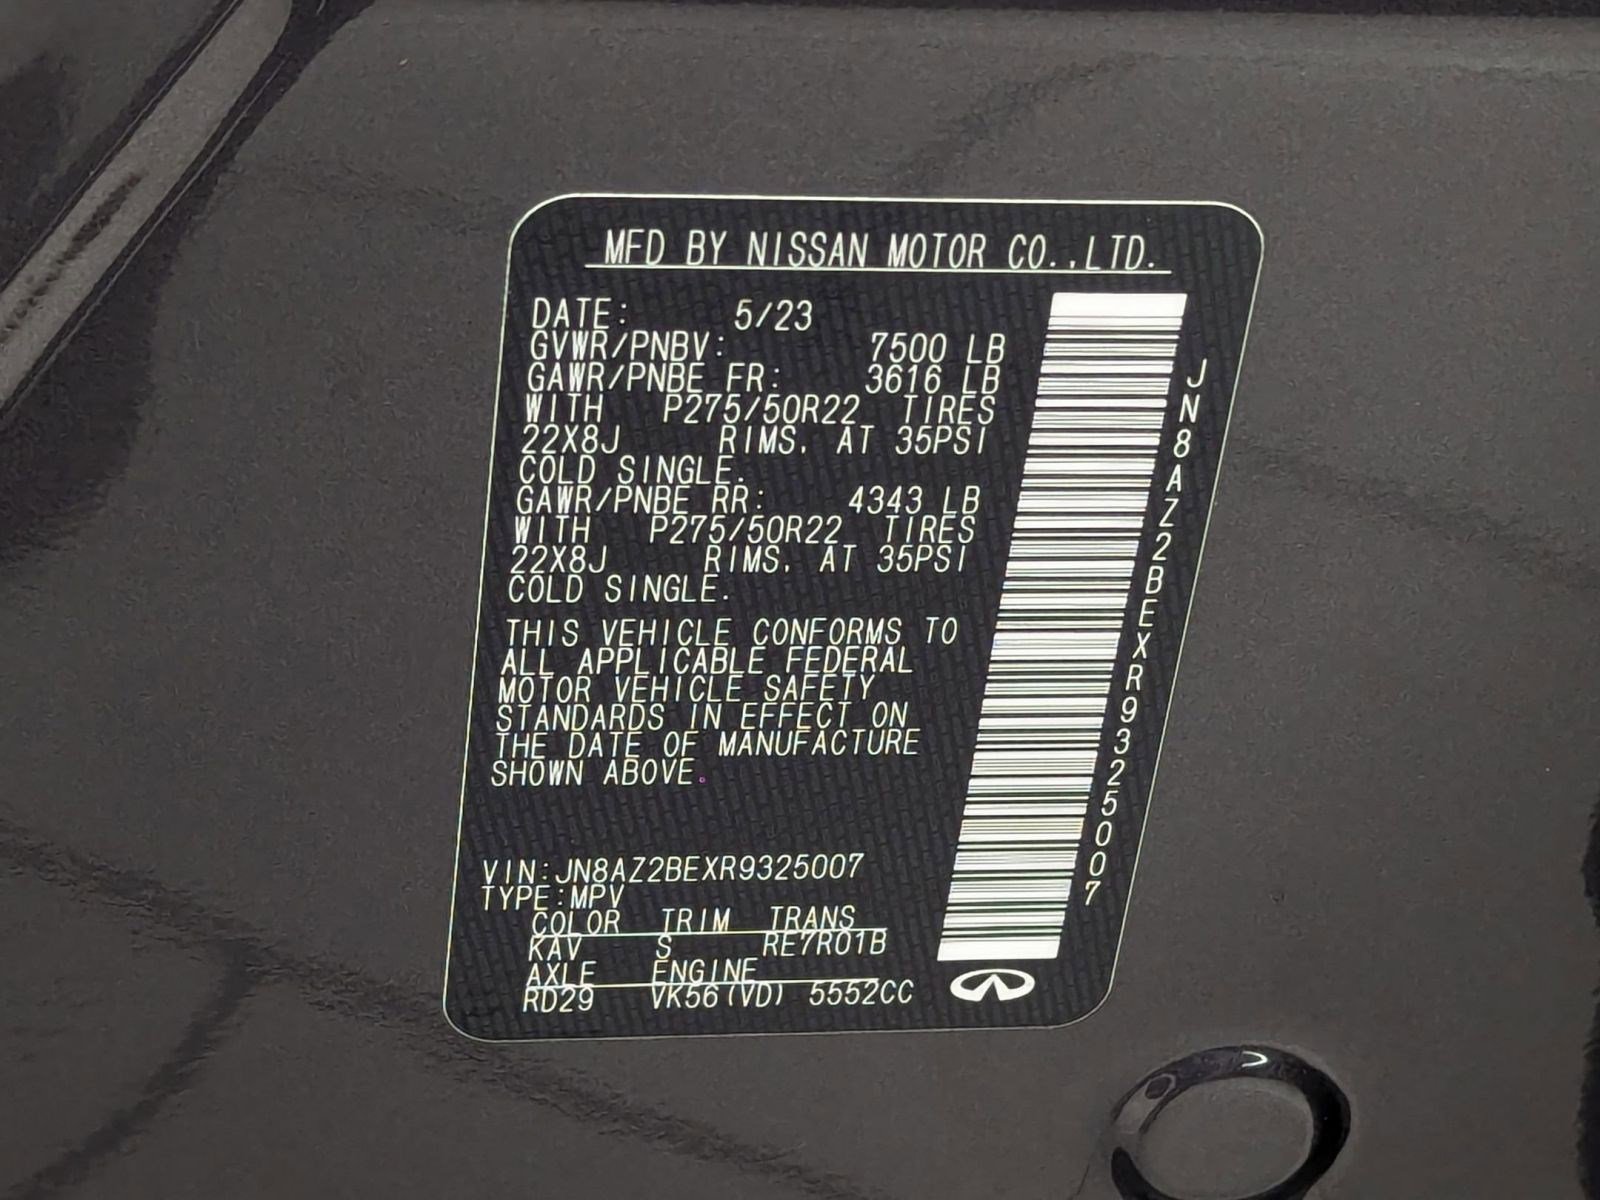 MFD BY NISSAN MOTOR CO.,LTD.
DATE: 5/23
GVWR/PNBV: 7500 LB
GAWR/PNBE FR: 3616 LB
WITH P275/50R22 TIRES
22X8J RIMS, AT 35PSI
COLD SINGLE.
GAWR/PNBE RR: 4343 LB
WITH P275/50R22 TIRES
22X8J RIMS, AT 35PSI
COLD SINGLE.
THIS VEHICLE CONFORMS TO
ALL APPLICABLE FEDERAL
MOTOR VEHICLE SAFETY
STANDARDS IN EFFECT ON
THE DATE OF MANUFACTURE
SHOWN ABOVE.
VIN:JN8AZ2BEXR9325007
TYPE:MPV
COLOR TRIM TRANS
KAV S RE7R01B
AXLE ENGINE
RD29 VK56(VD) 5552CC
JN8AZ2BEXR9325007